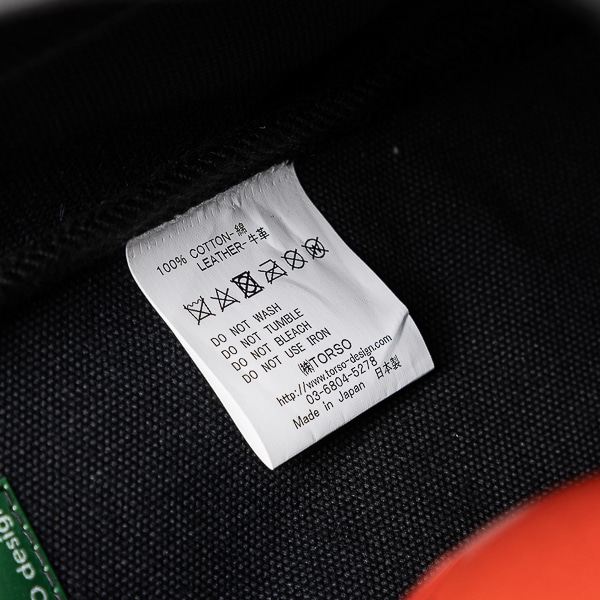 100% COTTON-綿
LEATHER-牛革
DO NOT WASH
DO NOT TUMBLE
DO NOT BLEACH
DO NOT USE IRON
㈱TORSO
http://www.torso-design.com
03-6804-5278
Made in Japan 日本製
O design